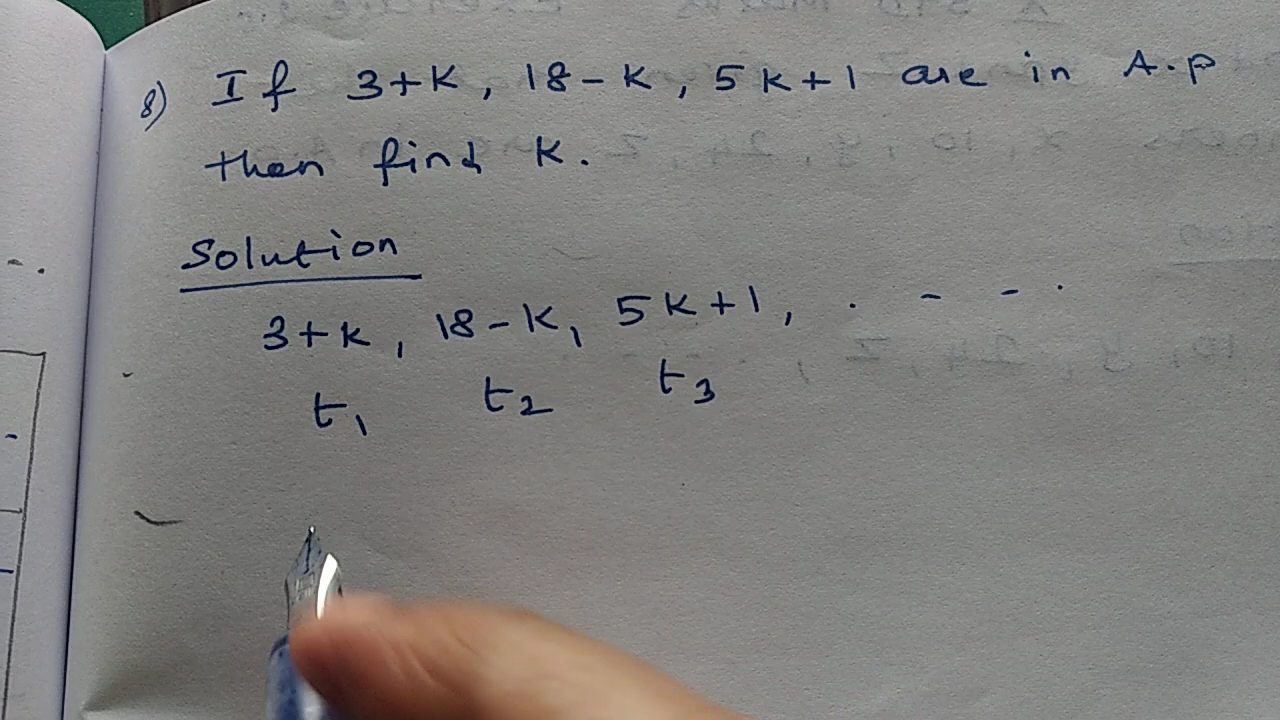 8) If 3+K, 18-K, 5K+1 are in A.P
then find K.
Solution
3+K, 18-K, 5K+1, . - - .
t1 t2 t3